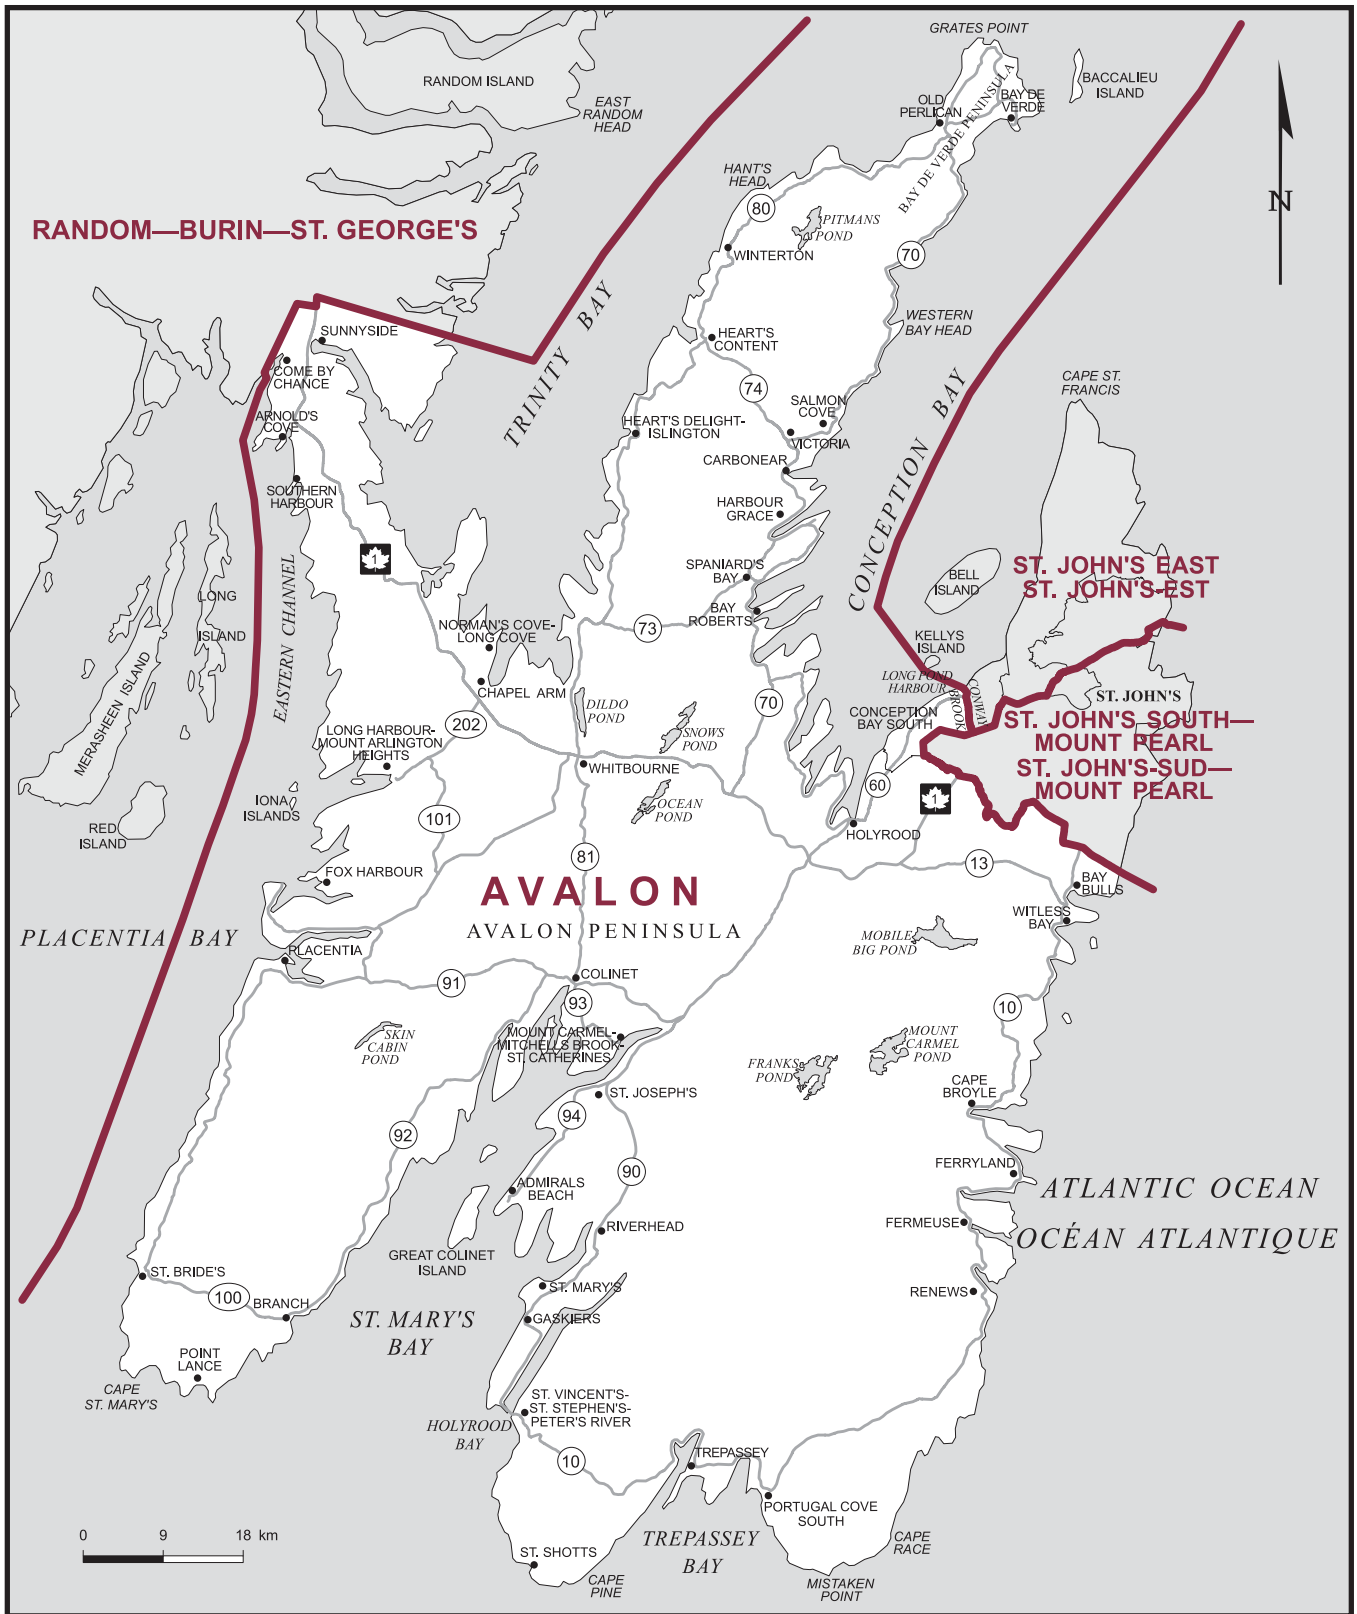 GRATES POINT
RANDOM ISLAND
BACCALIEU
ISLAND
EAST
RANDOM
HEAD
OLD
PERLICAN
BAY DE
VERDE
BAY DE VERDE PENINSULA
HANT'S
HEAD
80
PITMANS
POND
N
RANDOM—BURIN—ST. GEORGE'S
WINTERTON
70
TRINITY BAY
WESTERN
BAY HEAD
SUNNYSIDE
HEART'S
CONTENT
COME BY
CHANCE
CAPE ST.
FRANCIS
74
SALMON
COVE
ARNOLD'S
COVE
HEART'S DELIGHT-
ISLINGTON
VICTORIA
CONCEPTION BAY
CARBONEAR
SOUTHERN
HARBOUR
HARBOUR
GRACE
1
SPANIARD'S
BAY
BELL
ISLAND
ST. JOHN'S EAST
ST. JOHN'S-EST
LONG
ISLAND
EASTERN CHANNEL
BAY
ROBERTS
NORMAN'S COVE-
LONG COVE
73
KELLYS
ISLAND
MERASHEEN ISLAND
CHAPEL ARM
LONG POND
HARBOUR
CONWAY
BROOK
ST. JOHN'S
DILDO
POND
70
CONCEPTION
BAY SOUTH
202
SNOWS
POND
LONG HARBOUR-
MOUNT ARLINGTON
HEIGHTS
ST. JOHN'S SOUTH—
MOUNT PEARL
ST. JOHN'S-SUD—
MOUNT PEARL
WHITBOURNE
60
1
IONA
ISLANDS
OCEAN
POND
RED
ISLAND
101
HOLYROOD
81
13
FOX HARBOUR
AVALON
AVALON PENINSULA
BAY
BULLS
WITLESS
BAY
PLACENTIA BAY
PLACENTIA
MOBILE
BIG POND
COLINET
91
93
10
SKIN
CABIN
POND
MOUNT CARMEL-
MITCHELLS BROOK-
ST. CATHERINES
MOUNT
CARMEL
POND
FRANKS
POND
ST. JOSEPH'S
CAPE
BROYLE
94
92
90
FERRYLAND
ADMIRALS
BEACH
ATLANTIC OCEAN
OCÉAN ATLANTIQUE
RIVERHEAD
FERMEUSE
GREAT COLINET
ISLAND
ST. BRIDE'S
ST. MARY'S
RENEWS
100
BRANCH
GASKIERS
ST. MARY'S
BAY
POINT
LANCE
CAPE
ST. MARY'S
ST. VINCENT'S-
ST. STEPHEN'S-
PETER'S RIVER
HOLYROOD
BAY
10
TREPASSEY
PORTUGAL COVE
SOUTH
0 9 18 km
TREPASSEY
BAY
CAPE
RACE
ST. SHOTTS
CAPE
PINE
MISTAKEN
POINT